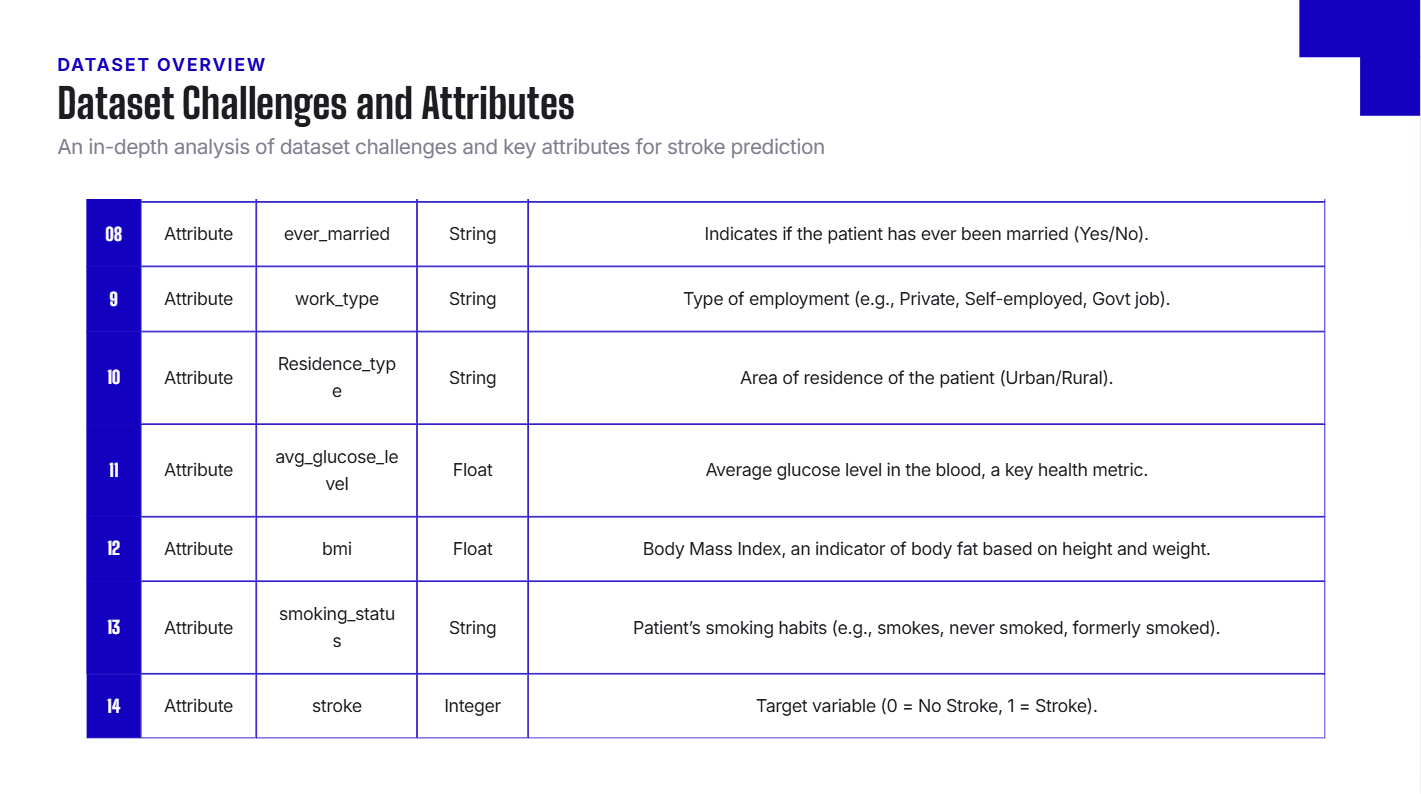 DATASET OVERVIEW
Dataset Challenges and Attributes
An in-depth analysis of dataset challenges and key attributes for stroke prediction
08 Attribute ever_married String Indicates if the patient has ever been married (Yes/No).
9 Attribute work_type String Type of employment (e.g., Private, Self-employed, Govt job).
10 Attribute Residence_typ
e String Area of residence of the patient (Urban/Rural).
11 Attribute avg_glucose_le
vel Float Average glucose level in the blood, a key health metric.
12 Attribute bmi Float Body Mass Index, an indicator of body fat based on height and weight.
13 Attribute smoking_statu
s String Patient’s smoking habits (e.g., smokes, never smoked, formerly smoked).
14 Attribute stroke Integer Target variable (0 = No Stroke, 1 = Stroke).